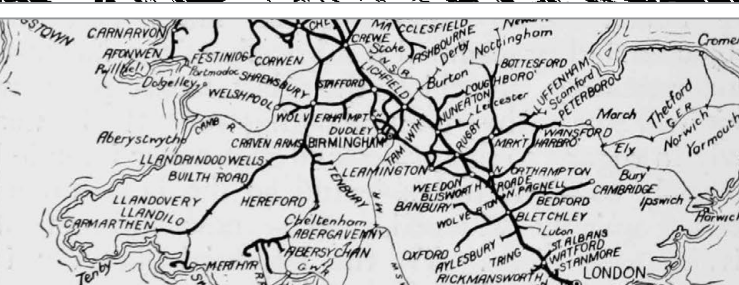 CARNARVON
MACCLESFIELD
CREWE
Stoke
ASHBOURNE
Derby
Nottingham
Cromer
AFONWEN
FESTINIOG
CORWEN
N S R
Pwllheli
Portmadoc
SHREWSBURY
STAFFORD
LICHFIELD
Burton
LOUGHBORO'
BOTTESFORD
LUFFENHAM
Stamford
PETERBORO'
Dolgelley
WELSHPOOL
NUNEATON
Leicester
March
Thetford
G.E.R.
Norwich
Yarmouth
CAMB R
WOLVERHAMPTON
DUDLEY
TAMWTH
RUGBY
MARKT HARBRO'
WANSFORD
Ely
Aberystwyth
CRAVEN ARMS
BIRMINGHAM
LLANDRINDOD WELLS
LEAMINGTON
NORTHAMPTON
Bury
BUILTH ROAD
TENBURY
WEEDON
BLISWORTH
ROADE
N PAGNELL
CAMBRIDGE
Ipswich
Harwich
LLANDOVERY
HEREFORD
BANBURY
WOLVERTON
BEDFORD
LLANDILO
Cheltenham
BLETCHLEY
CARMARTHEN
ABERGAVENNY
Luton
ABERSYCHAN
OXFORD
AYLESBURY
TRING
ST ALBANS
WATFORD
STANMORE
Tenby
MERTHYR
G.W.R.
RICKMANSWORTH
LONDON